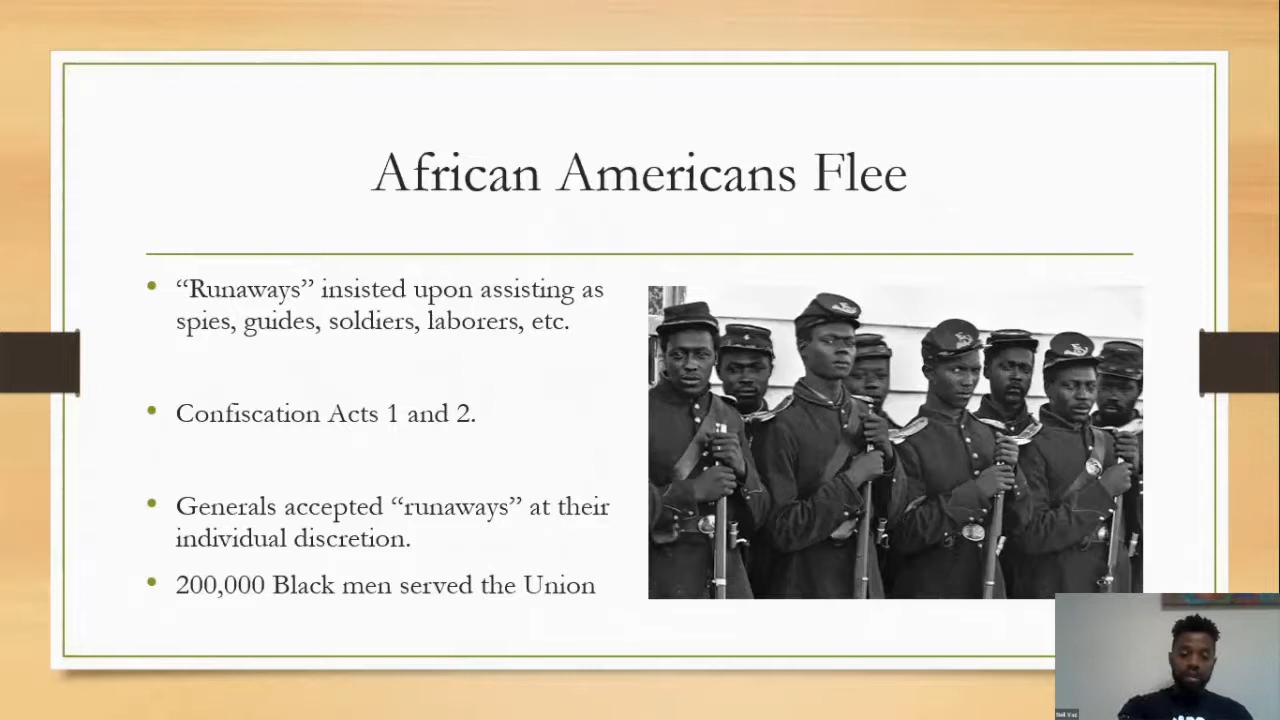 African Americans Flee
• “Runaways” insisted upon assisting as
spies, guides, soldiers, laborers, etc.
• Confiscation Acts 1 and 2.
• Generals accepted “runaways” at their
individual discretion.
• 200,000 Black men served the Union